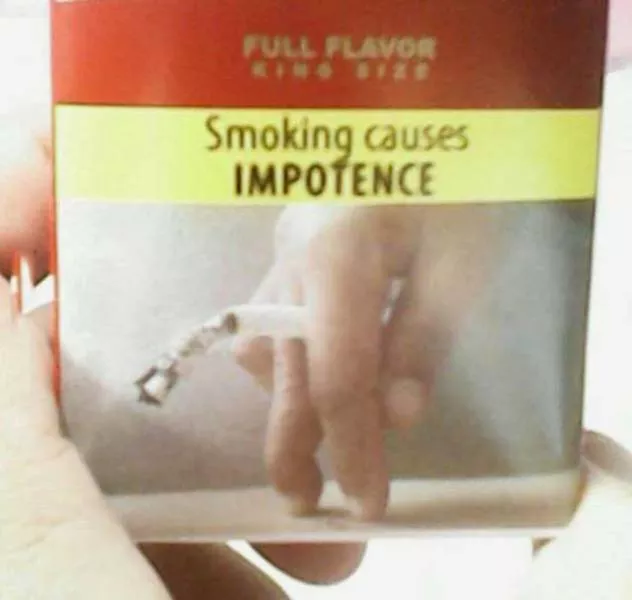 FULL FLAVOR
KING SIZE
Smoking causes
IMPOTENCE